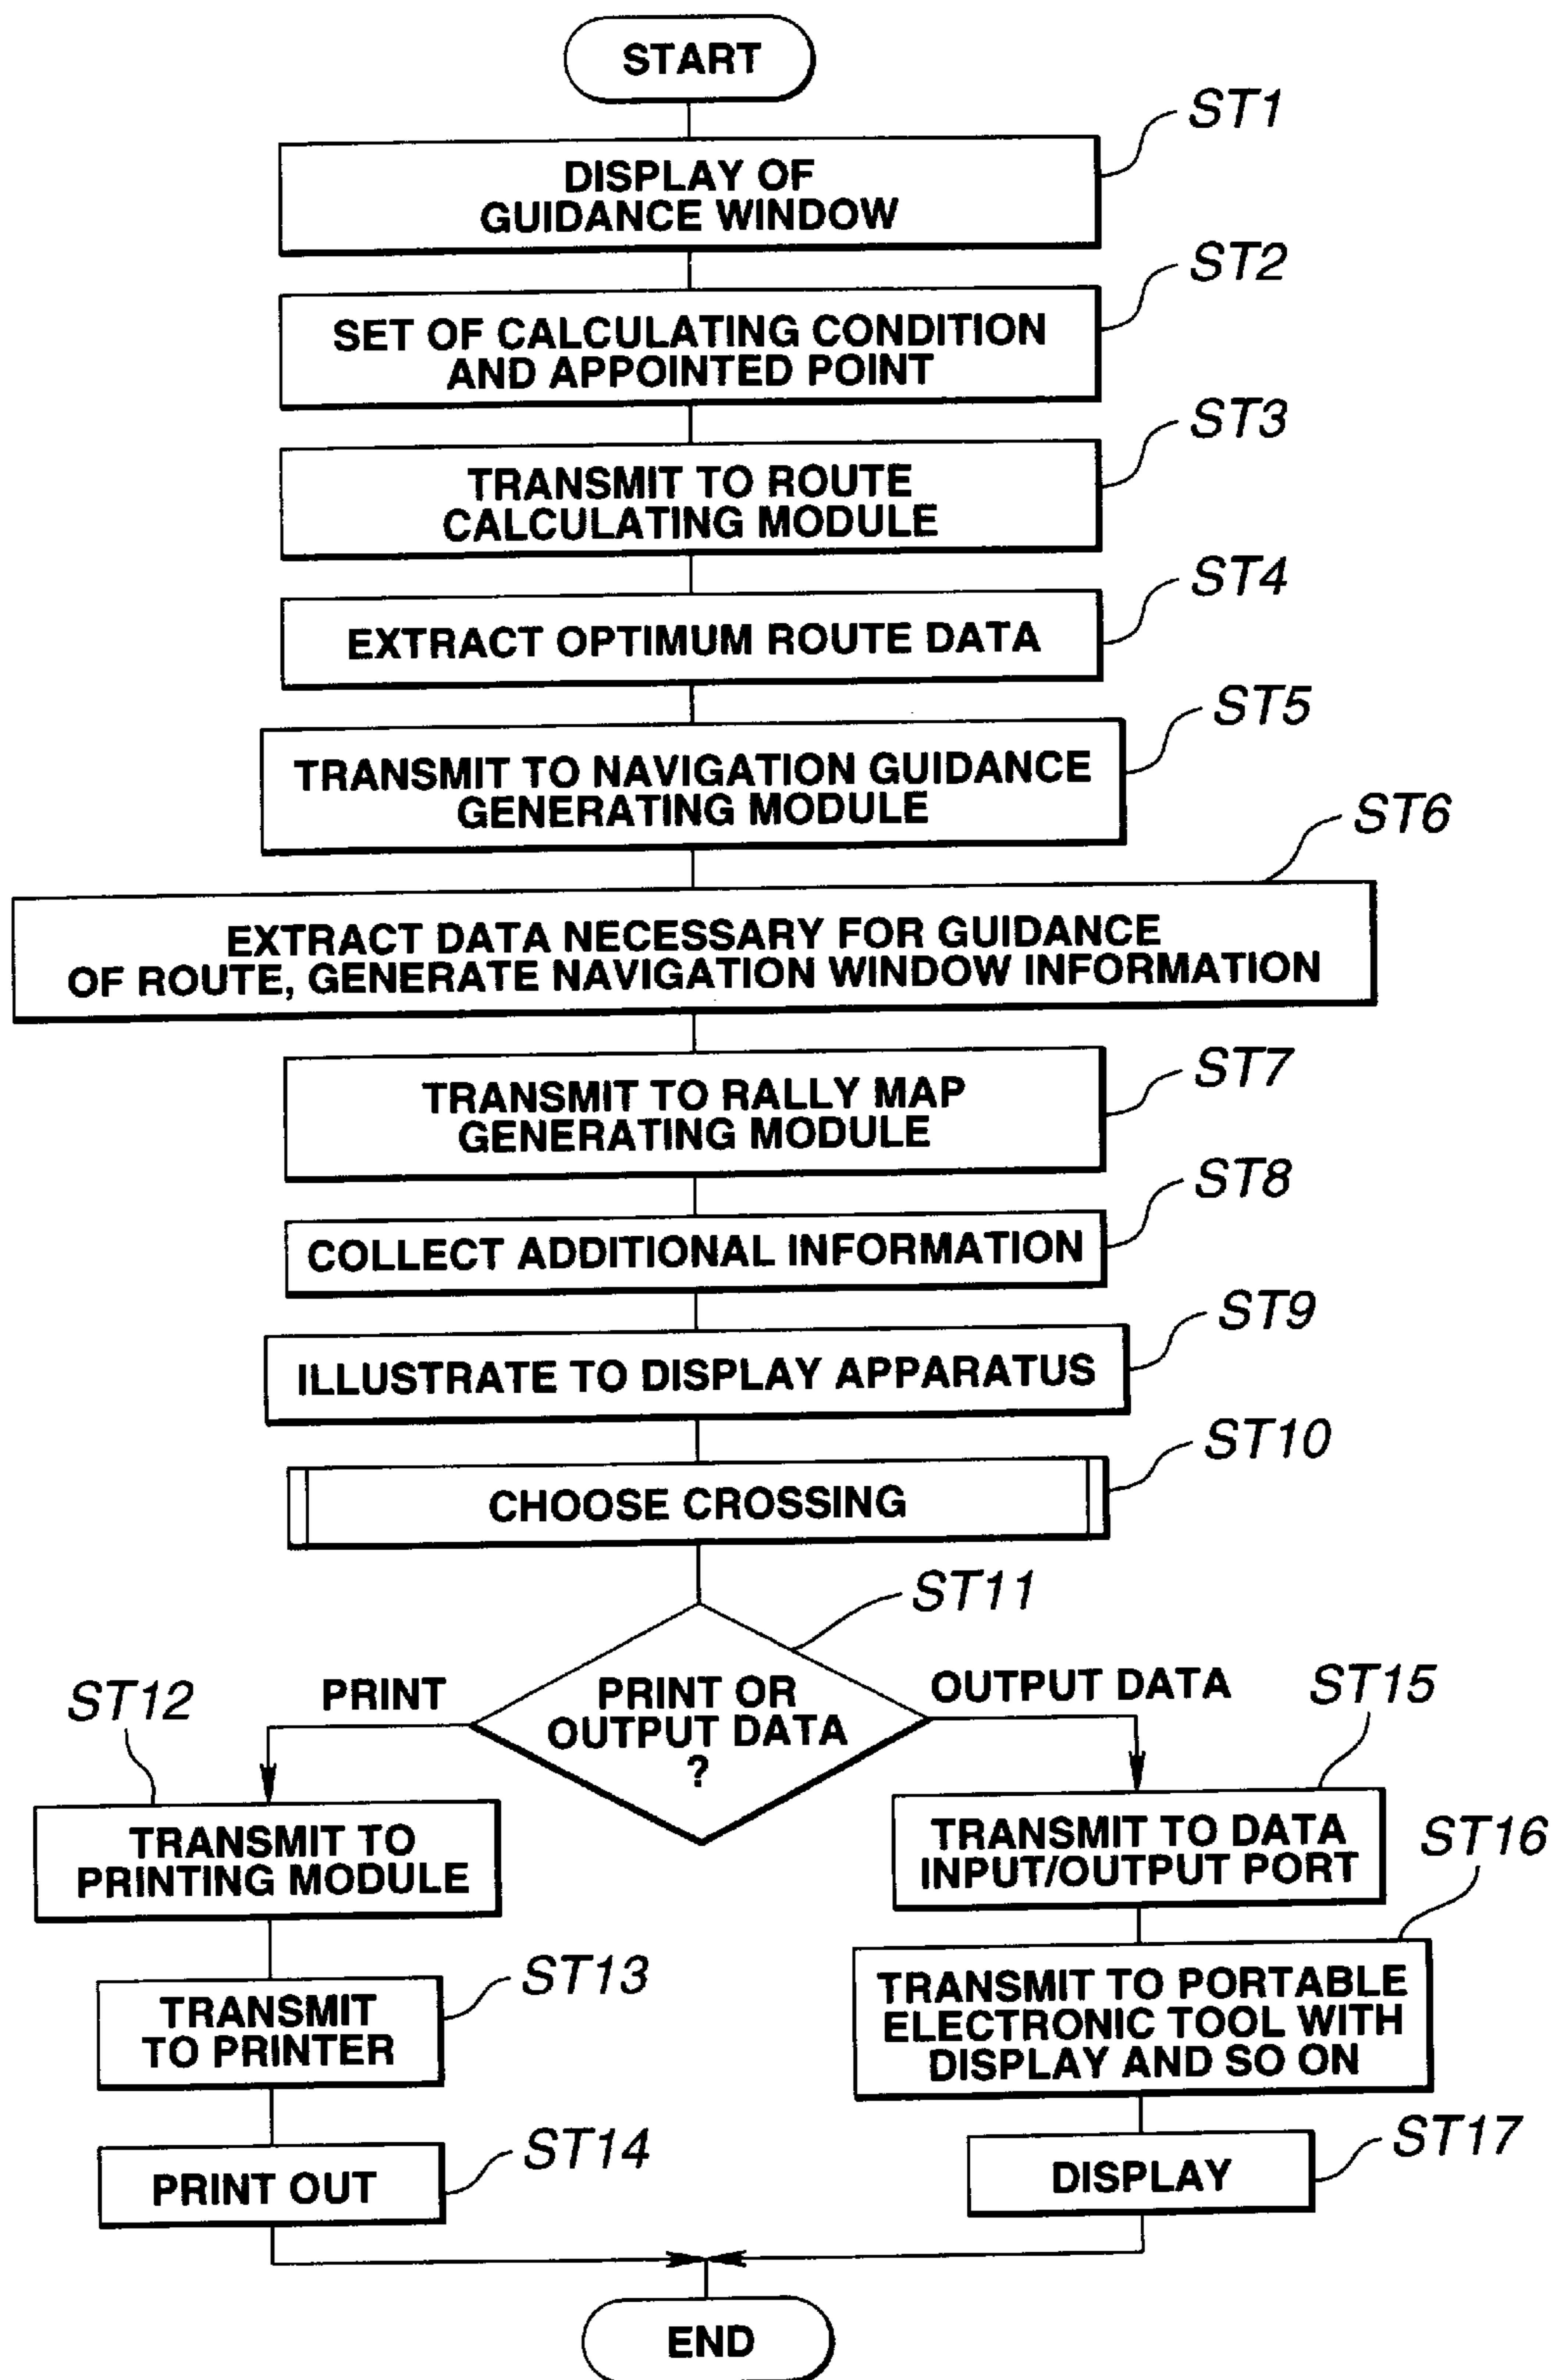 START
ST1
DISPLAY OF
GUIDANCE WINDOW
ST2
SET OF CALCULATING CONDITION
AND APPOINTED POINT
ST3
TRANSMIT TO ROUTE
CALCULATING MODULE
ST4
EXTRACT OPTIMUM ROUTE DATA
ST5
TRANSMIT TO NAVIGATION GUIDANCE
GENERATING MODULE
ST6
EXTRACT DATA NECESSARY FOR GUIDANCE
OF ROUTE, GENERATE NAVIGATION WINDOW INFORMATION
ST7
TRANSMIT TO RALLY MAP
GENERATING MODULE
ST8
COLLECT ADDITIONAL INFORMATION
ST9
ILLUSTRATE TO DISPLAY APPARATUS
ST10
CHOOSE CROSSING
ST11
PRINT OR
OUTPUT DATA
?
PRINT
OUTPUT DATA
ST12
TRANSMIT TO
PRINTING MODULE
ST13
TRANSMIT
TO PRINTER
ST14
PRINT OUT
ST15
TRANSMIT TO DATA
INPUT/OUTPUT PORT
ST16
TRANSMIT TO PORTABLE
ELECTRONIC TOOL WITH
DISPLAY AND SO ON
ST17
DISPLAY
END